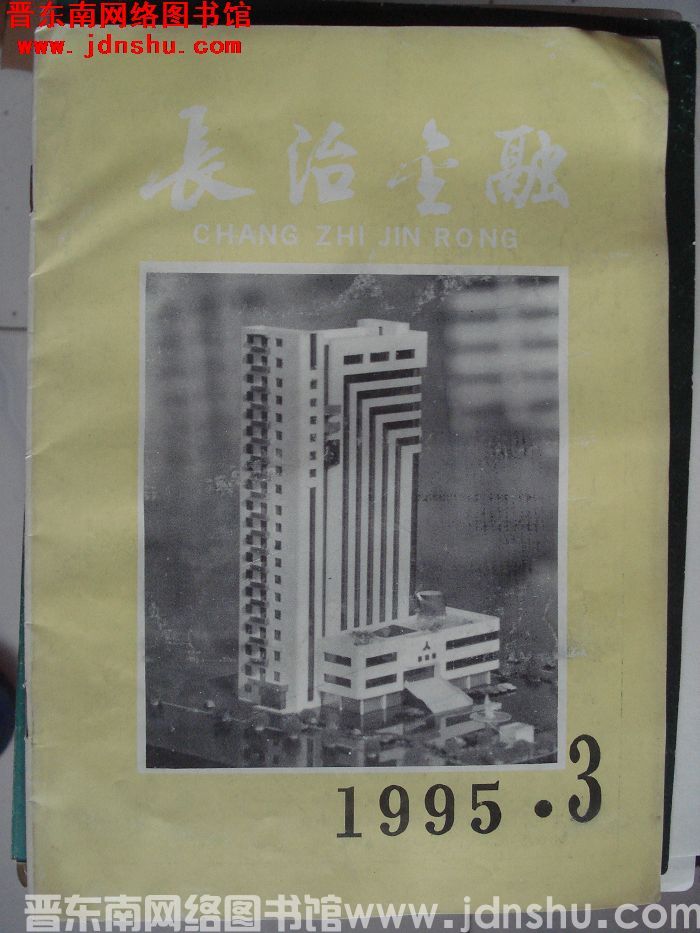 晋东南网络图书馆
www.jdnshu.com
長治金融
CHANG ZHI JIN RONG
1995·3
晋东南网络图书馆www.jdnshu.com